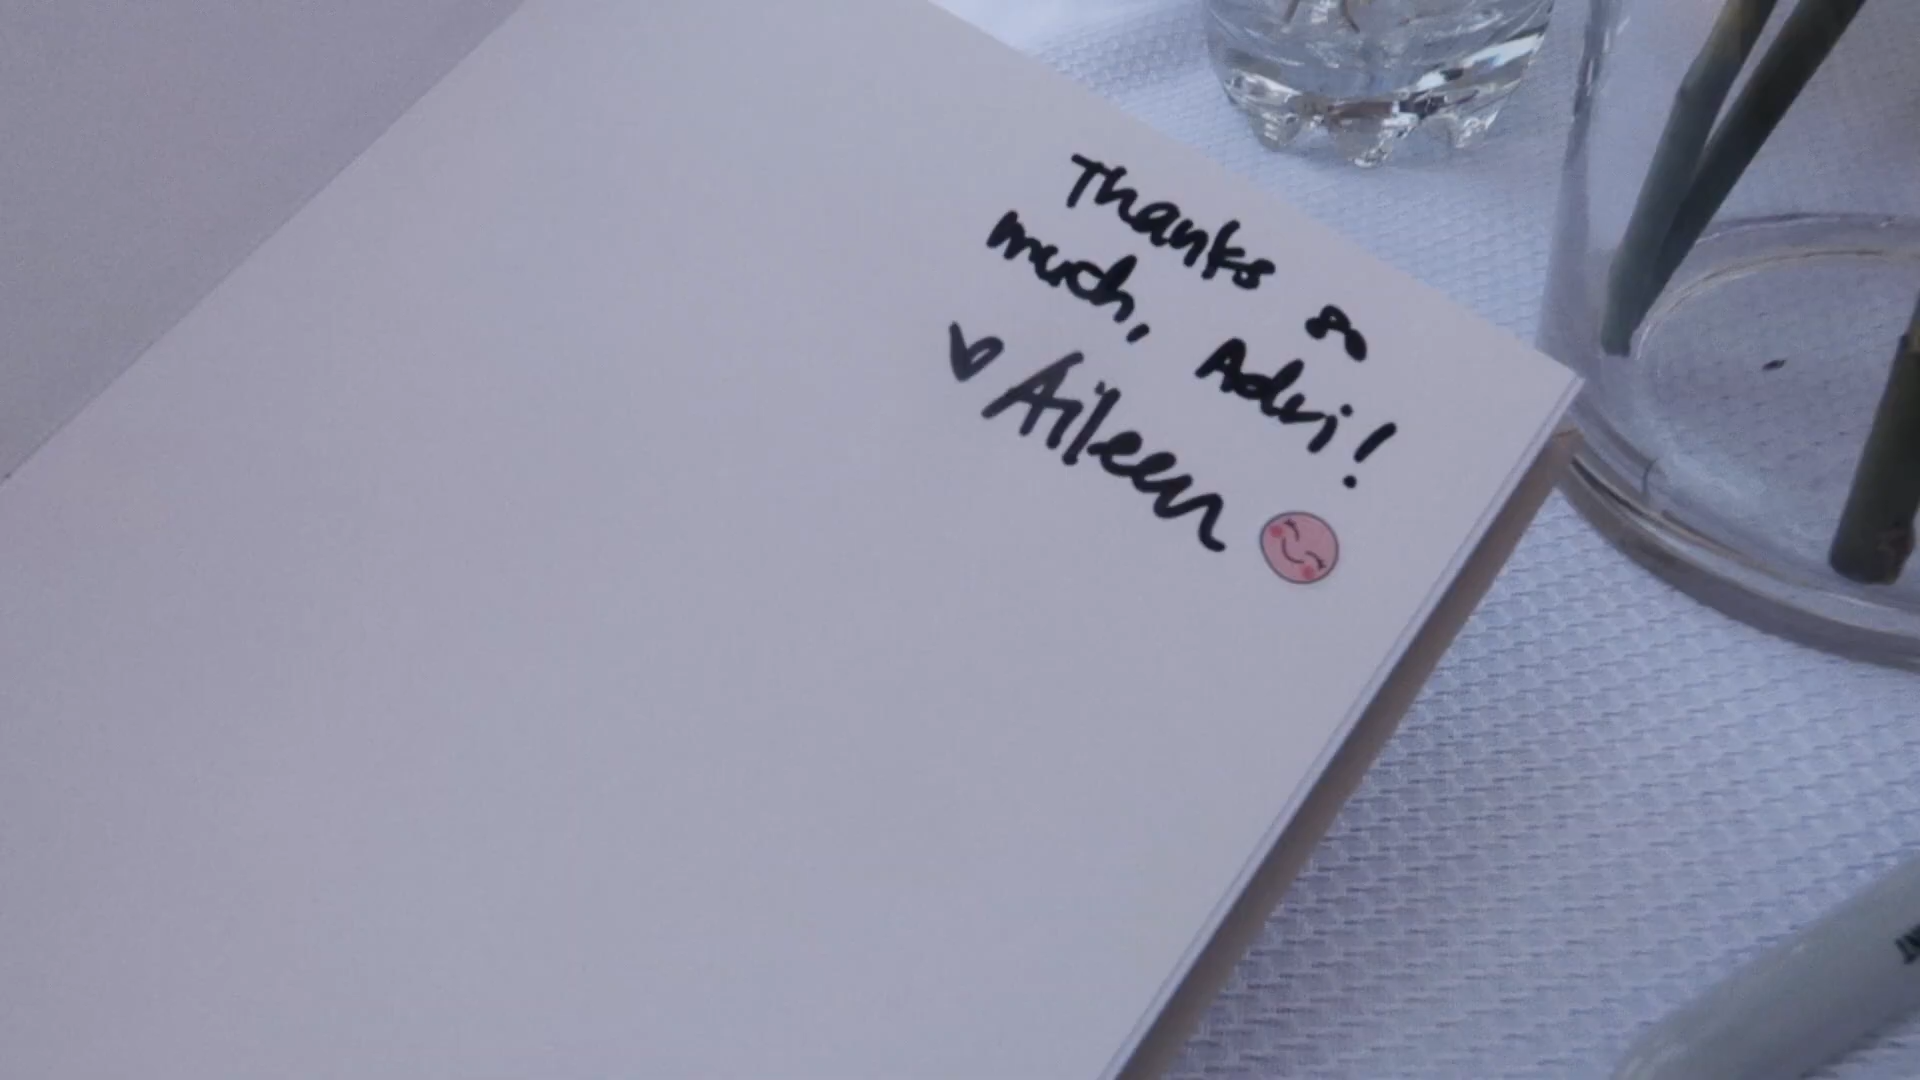 Thanks so
much, Advi!
♥ Aileen